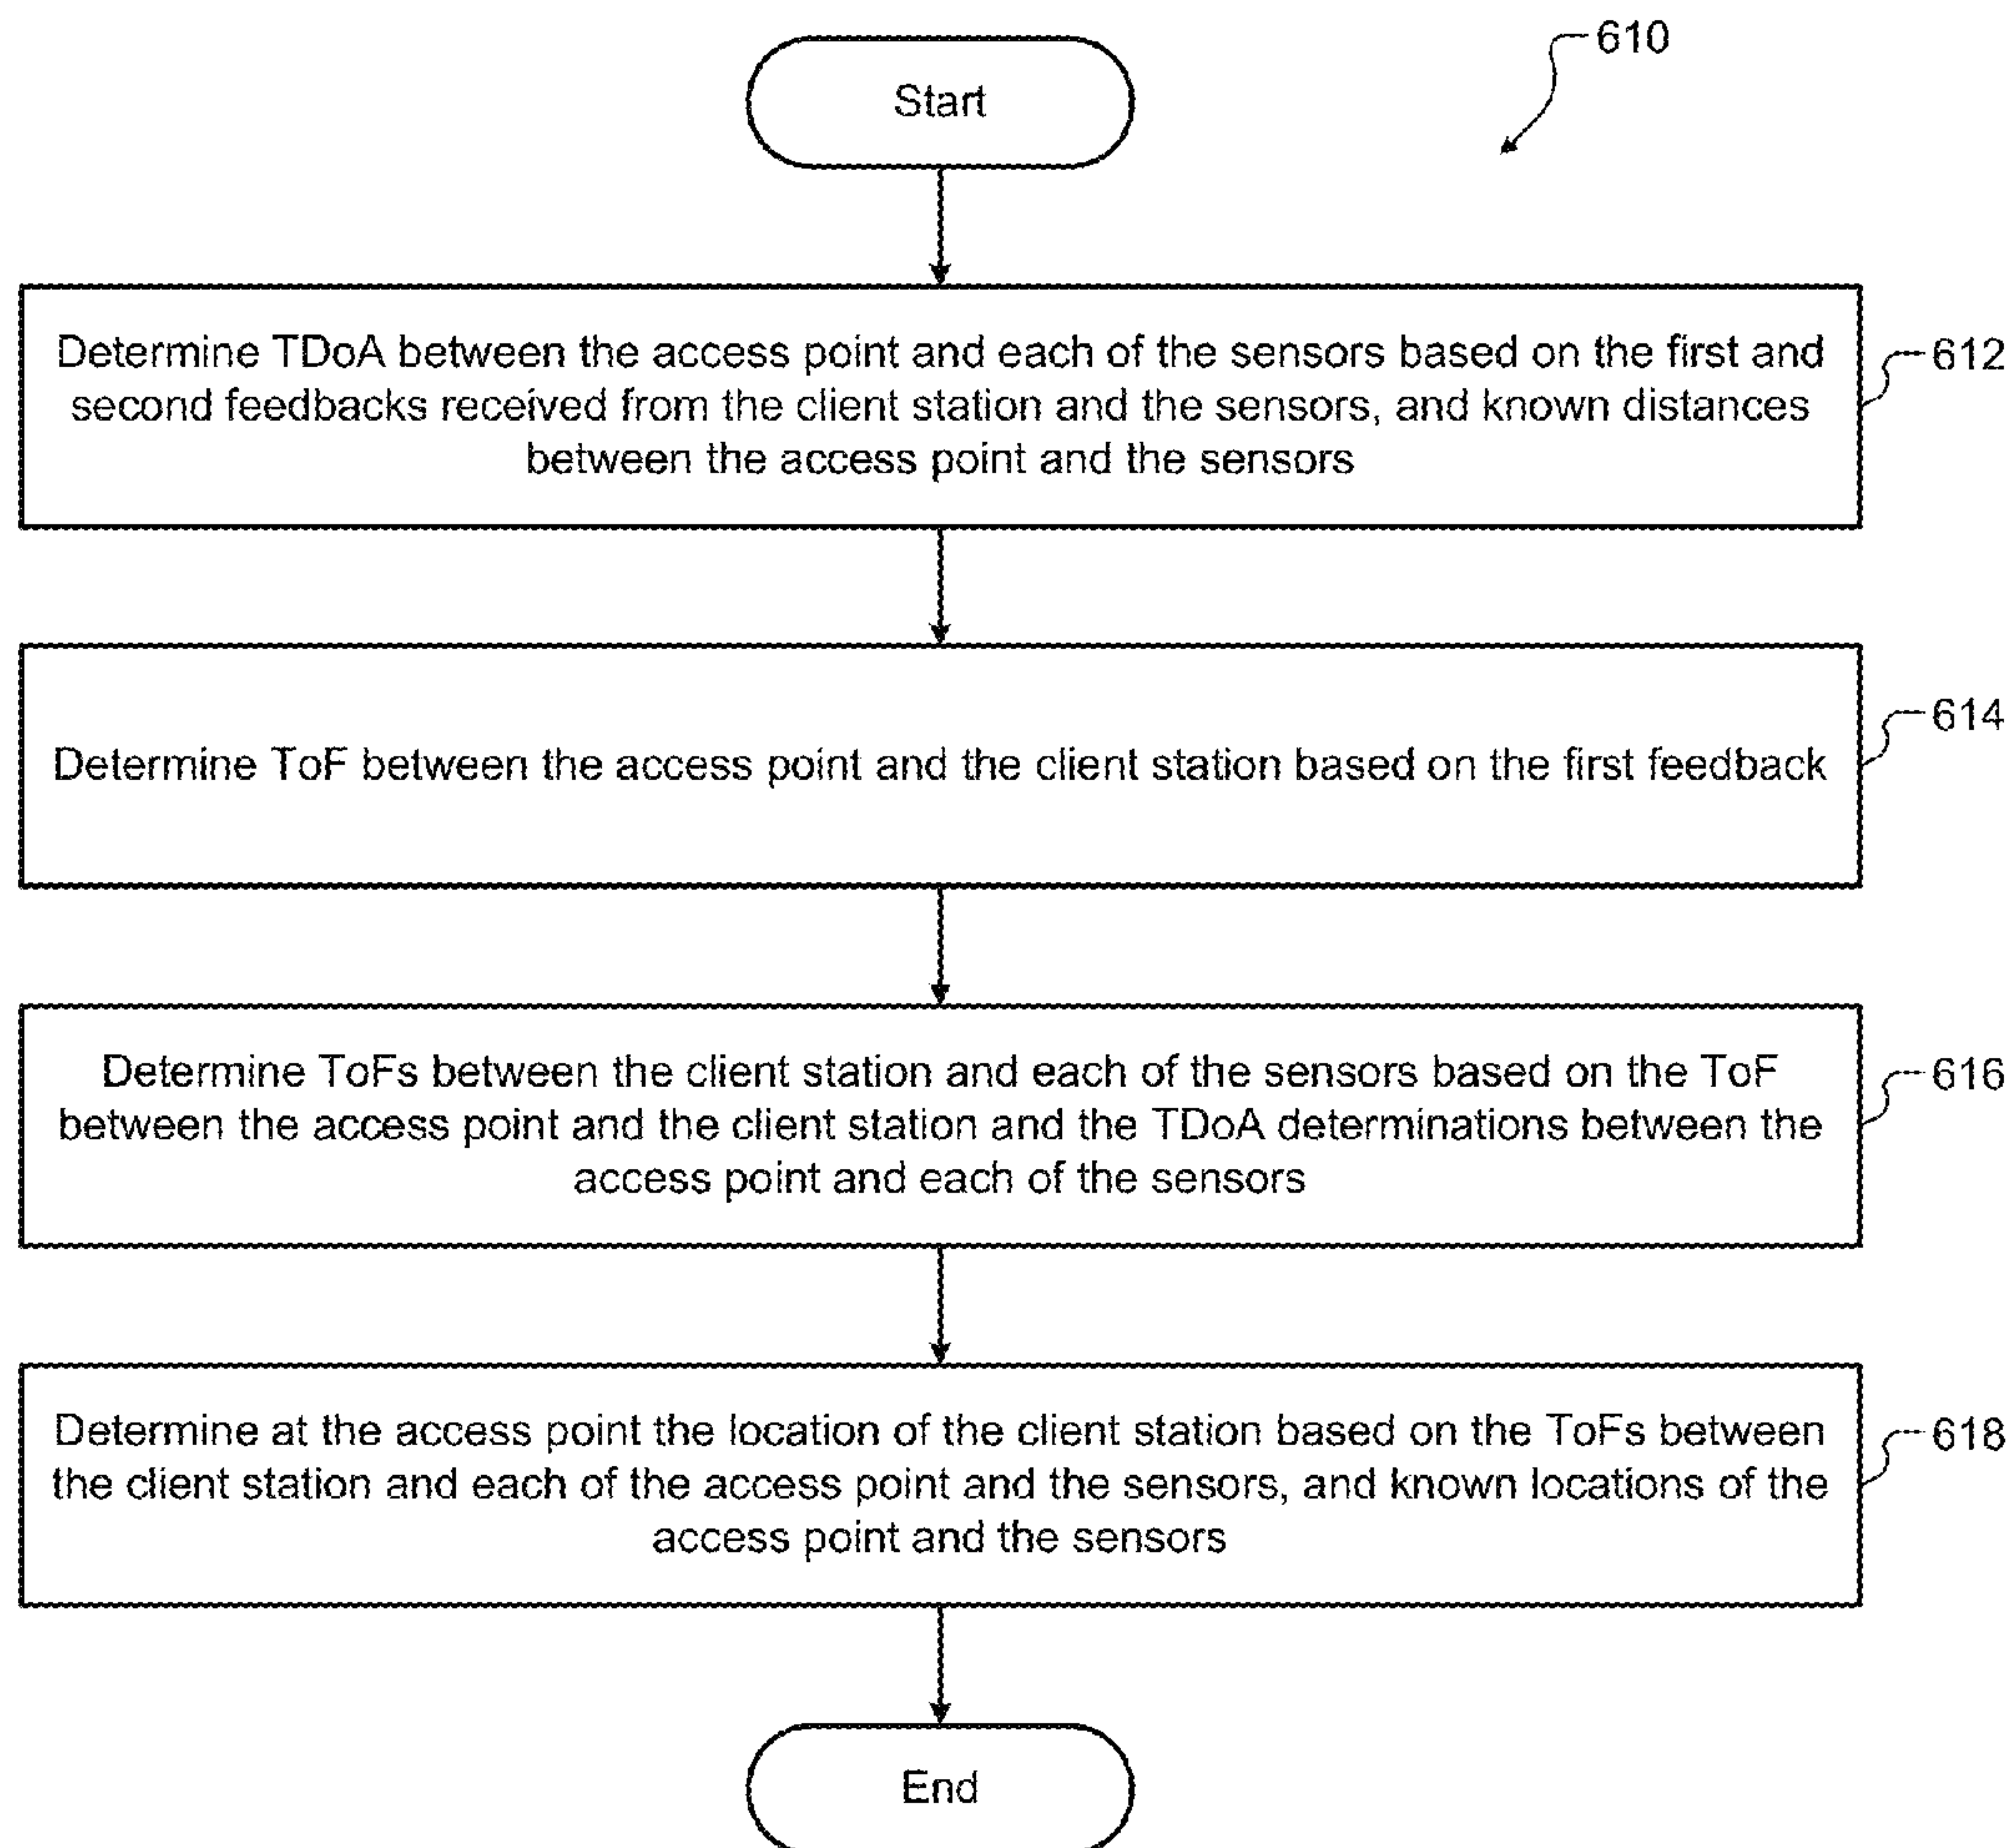 610
Start
Determine TDoA between the access point and each of the sensors based on the first and
second feedbacks received from the client station and the sensors, and known distances
between the access point and the sensors
612
Determine ToF between the access point and the client station based on the first feedback
614
Determine ToFs between the client station and each of the sensors based on the ToF
between the access point and the client station and the TDoA determinations between the
access point and each of the sensors
616
Determine at the access point the location of the client station based on the ToFs between
the client station and each of the access point and the sensors, and known locations of the
access point and the sensors
618
End